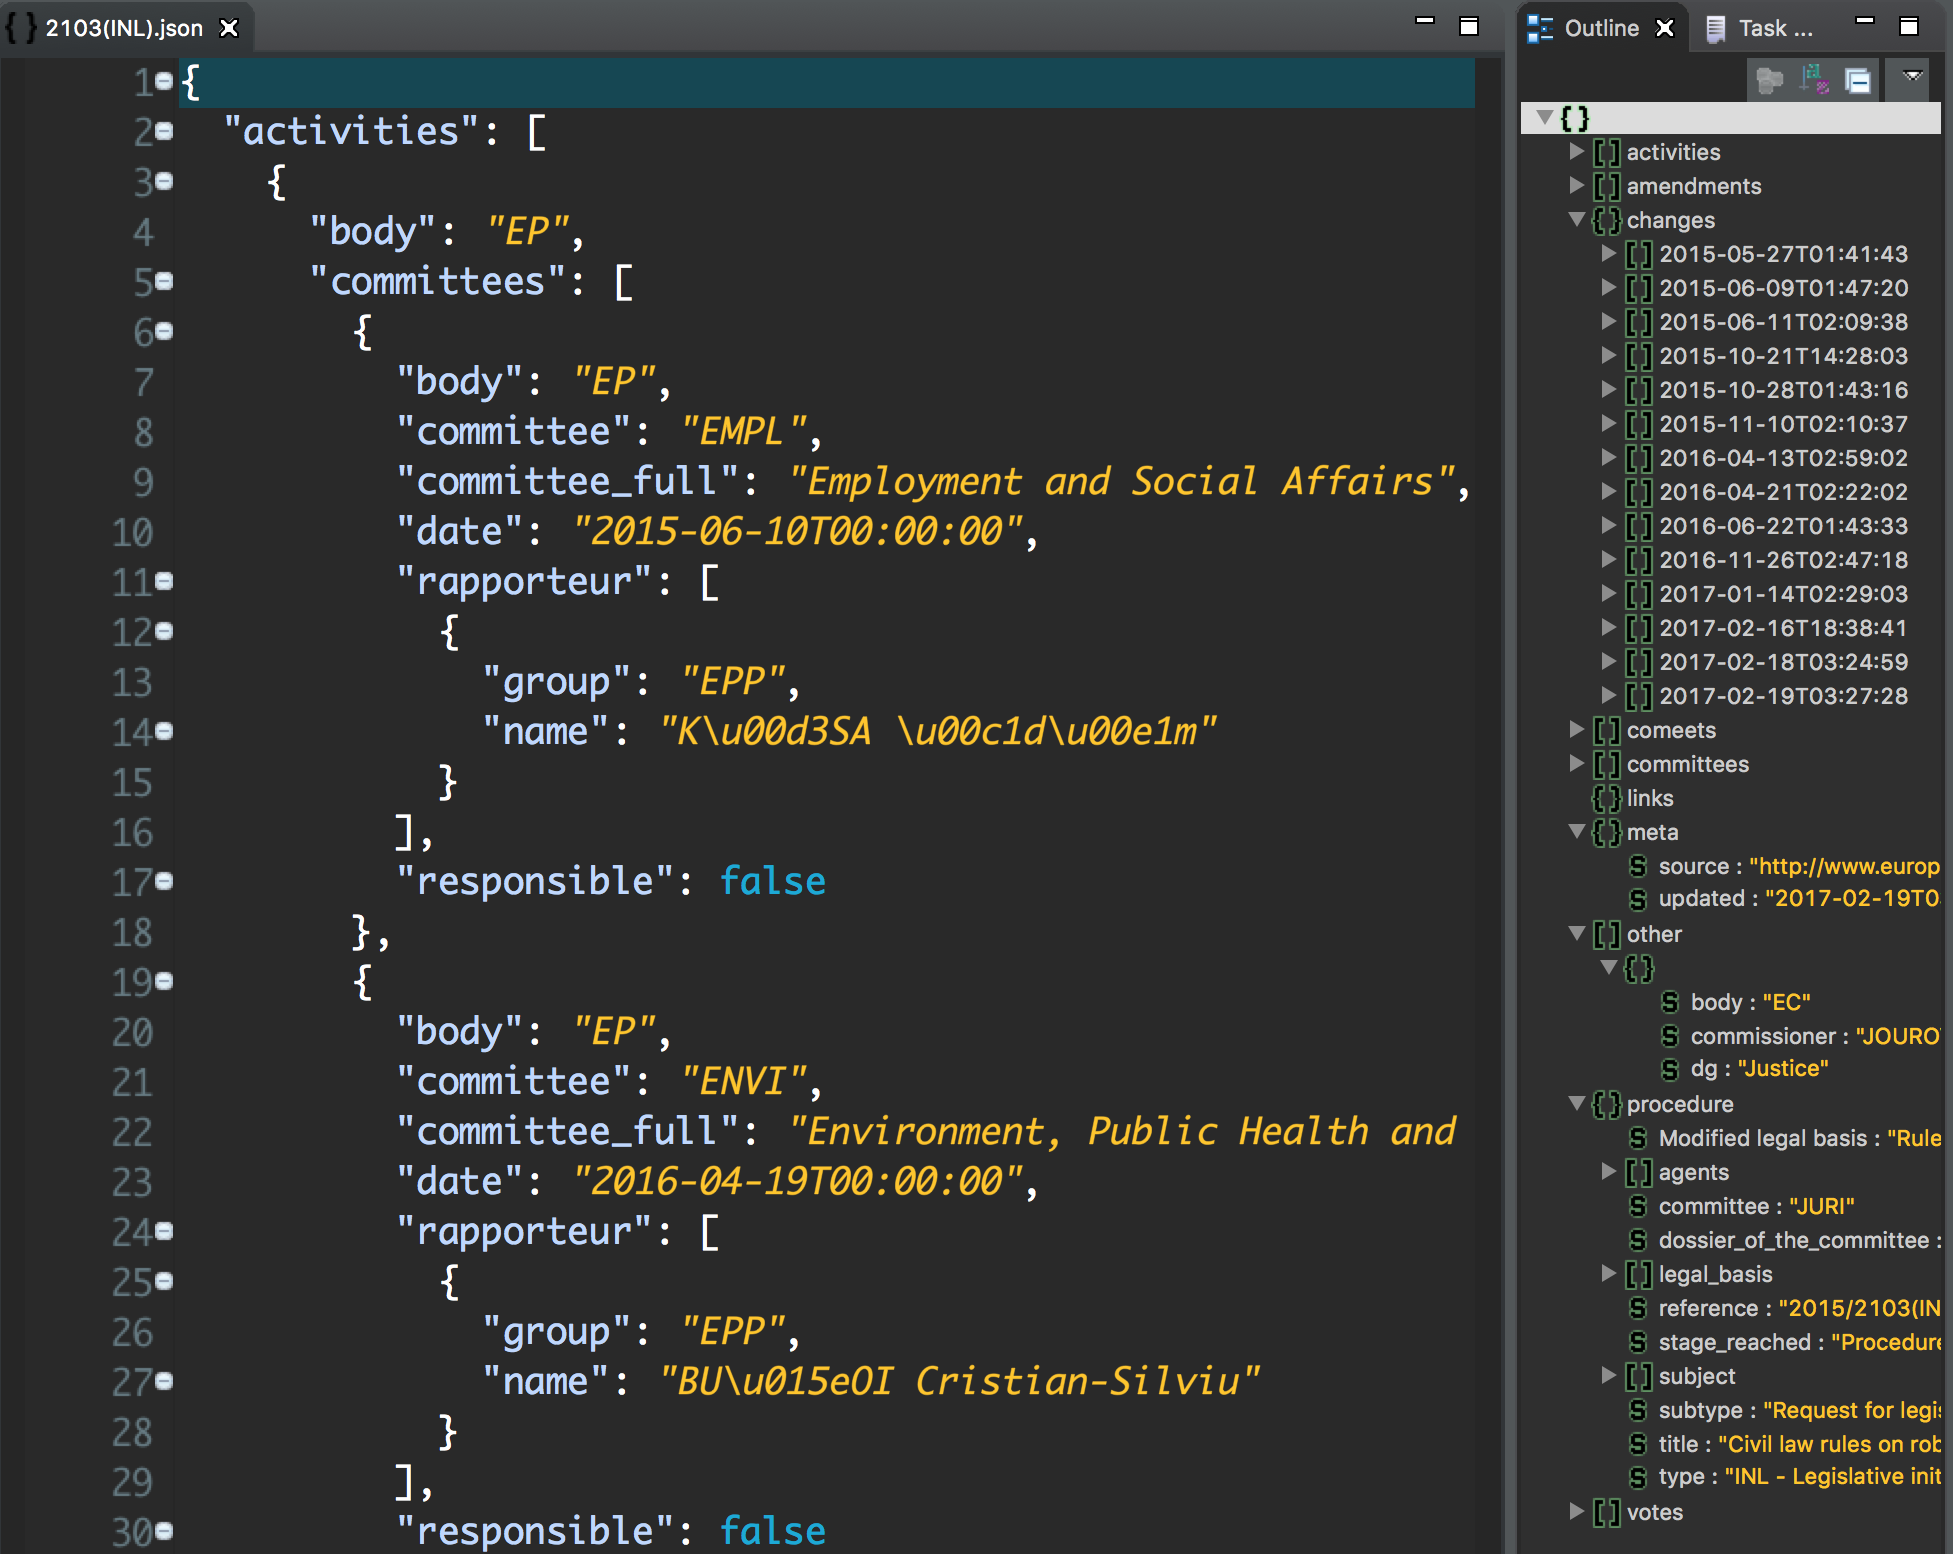 2103(INL).json
1 {
2 "activities": [
3 {
4 "body": "EP",
5 "committees": [
6 {
7 "body": "EP",
8 "committee": "EMPL",
9 "committee_full": "Employment and Social Affairs",
10 "date": "2015-06-10T00:00:00",
11 "rapporteur": [
12 {
13 "group": "EPP",
14 "name": "K\u00d3SA \u00c1d\u00e1m"
15 }
16 ],
17 "responsible": false
18 },
19 {
20 "body": "EP",
21 "committee": "ENVI",
22 "committee_full": "Environment, Public Health and
23 "date": "2016-04-19T00:00:00",
24 "rapporteur": [
25 {
26 "group": "EPP",
27 "name": "BU\u015eOI Cristian-Silviu"
28 }
29 ],
30 "responsible": false
Outline
Task ...
{}
[] activities
[] amendments
{} changes
[] 2015-05-27T01:41:43
[] 2015-06-09T01:47:20
[] 2015-06-11T02:09:38
[] 2015-10-21T14:28:03
[] 2015-10-28T01:43:16
[] 2015-11-10T02:10:37
[] 2016-04-13T02:59:02
[] 2016-04-21T02:22:02
[] 2016-06-22T01:43:33
[] 2016-11-26T02:47:18
[] 2017-01-14T02:29:03
[] 2017-02-16T18:38:41
[] 2017-02-18T03:24:59
[] 2017-02-19T03:27:28
[] comeets
[] committees
{} links
{} meta
S source : "http://www.europ
S updated : "2017-02-19T0
[] other
{}
S body : "EC"
S commissioner : "JOURO
S dg : "Justice"
{} procedure
S Modified legal basis : "Rule
[] agents
S committee : "JURI"
S dossier_of_the_committee :
[] legal_basis
S reference : "2015/2103(IN
S stage_reached : "Procedure
[] subject
S subtype : "Request for legis
S title : "Civil law rules on rob
S type : "INL - Legislative init
[] votes